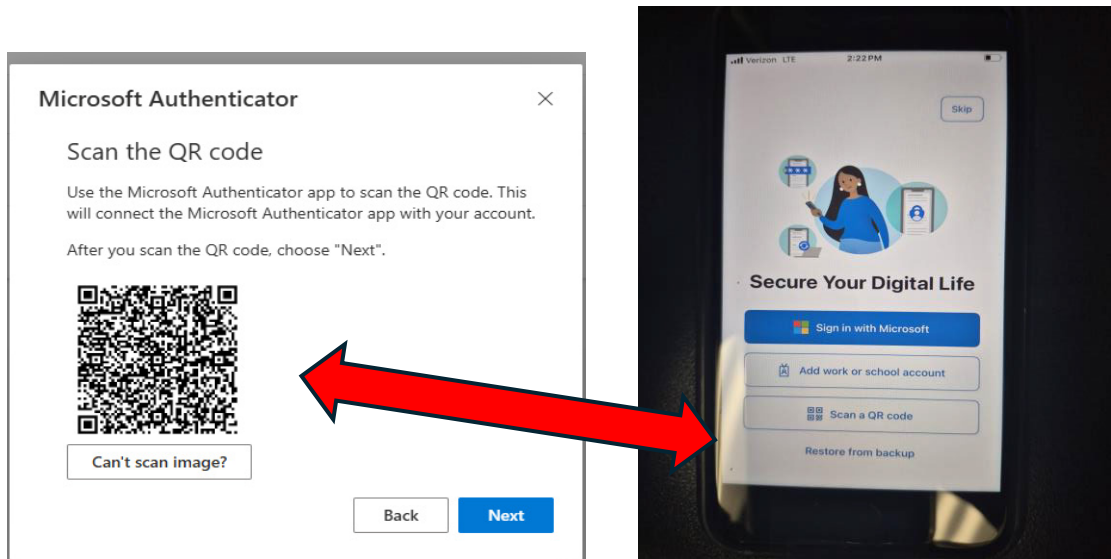 Microsoft Authenticator
Scan the QR code
Use the Microsoft Authenticator app to scan the QR code. This
will connect the Microsoft Authenticator app with your account.
After you scan the QR code, choose "Next".
Can't scan image?
Back
Next
Verizon LTE
2:22 PM
Skip
Secure Your Digital Life
Sign in with Microsoft
Add work or school account
Scan a QR code
Restore from backup